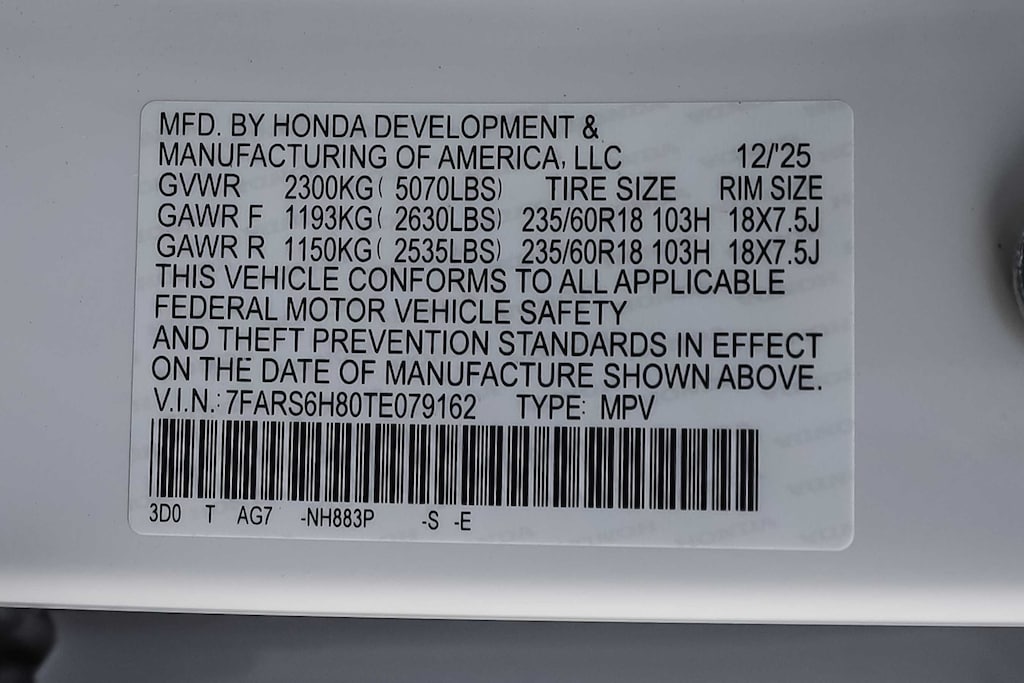 MFD. BY HONDA DEVELOPMENT &
MANUFACTURING OF AMERICA, LLC 12/'25
GVWR 2300KG( 5070LBS) TIRE SIZE RIM SIZE
GAWR F 1193KG( 2630LBS) 235/60R18 103H 18X7.5J
GAWR R 1150KG( 2535LBS) 235/60R18 103H 18X7.5J
THIS VEHICLE CONFORMS TO ALL APPLICABLE
FEDERAL MOTOR VEHICLE SAFETY
AND THEFT PREVENTION STANDARDS IN EFFECT
ON THE DATE OF MANUFACTURE SHOWN ABOVE.
V.I.N.: 7FARS6H80TE079162 TYPE: MPV
3D0 T AG7 -NH883P -S -E